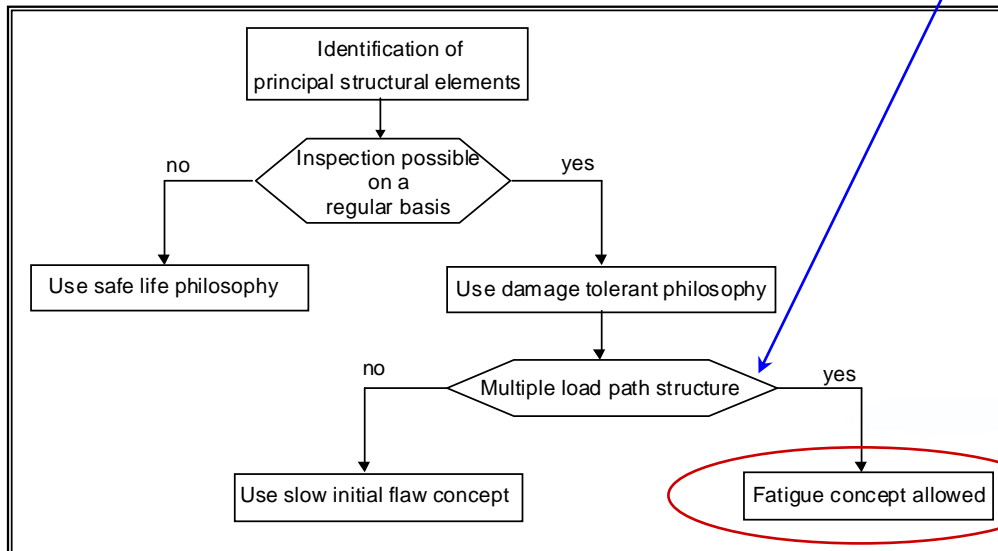 Identification of
principal structural elements
no
Inspection possible
on a
regular basis
yes
Use safe life philosophy
Use damage tolerant philosophy
no
Multiple load path structure
yes
Use slow initial flaw concept
Fatigue concept allowed